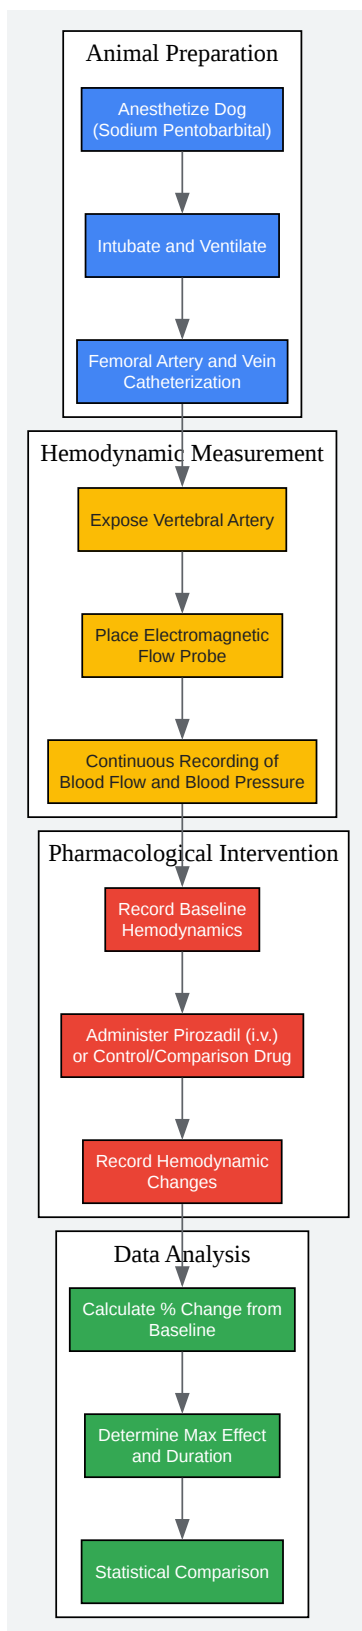 Animal Preparation
Anesthetize Dog
(Sodium Pentobarbital)
Intubate and Ventilate
Femoral Artery and Vein
Catheterization
Hemodynamic Measurement
Expose Vertebral Artery
Place Electromagnetic
Flow Probe
Continuous Recording of
Blood Flow and Blood Pressure
Pharmacological Intervention
Record Baseline
Hemodynamics
Administer Pirozadil (i.v.)
or Control/Comparison Drug
Record Hemodynamic
Changes
Data Analysis
Calculate % Change from
Baseline
Determine Max Effect
and Duration
Statistical Comparison